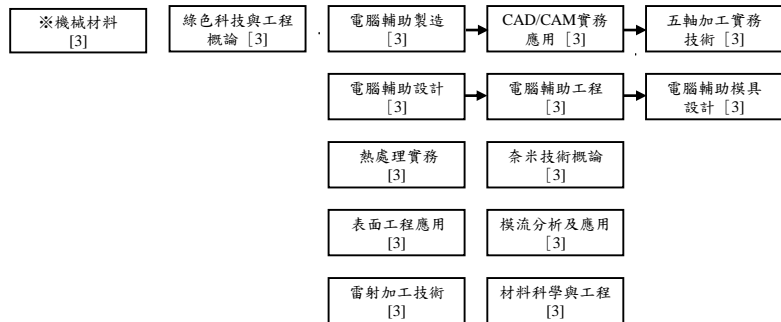 ※機械材料
[3]
綠色科技與工程
概論［3］
電腦輔助製造
［3］
CAD/CAM實務
應用［3］
五軸加工實務
技術［3］
電腦輔助設計
［3］
電腦輔助工程
［3］
電腦輔助模具
設計［3］
熱處理實務
[3]
奈米技術概論
［3］
表面工程應用
[3]
模流分析及應用
［3］
雷射加工技術
[3]
材料科學與工程
[3]